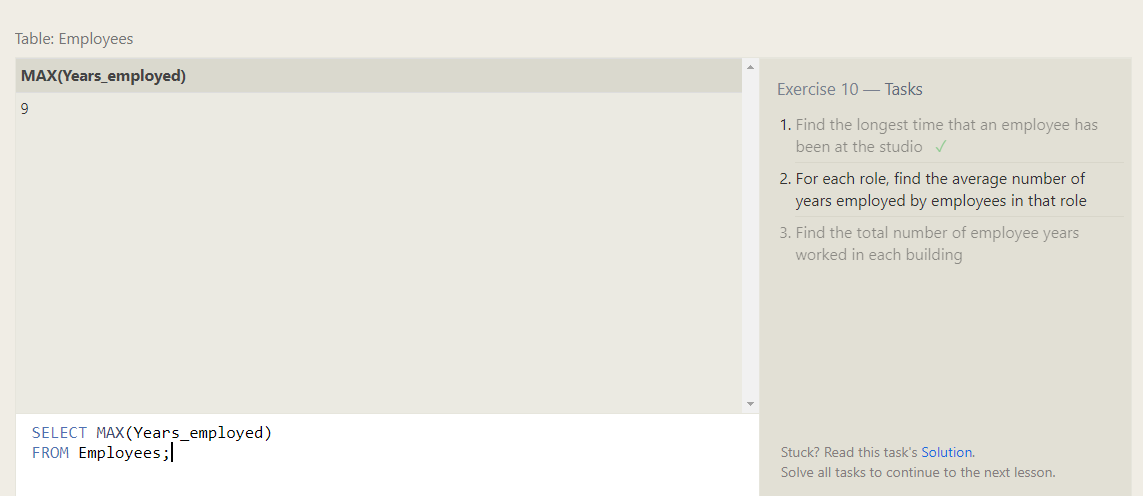 Table: Employees
MAX(Years_employed)
9
SELECT MAX(Years_employed)
FROM Employees;
Exercise 10 — Tasks
1. Find the longest time that an employee has
been at the studio ✓
2. For each role, find the average number of
years employed by employees in that role
3. Find the total number of employee years
worked in each building
Stuck? Read this task's Solution.
Solve all tasks to continue to the next lesson.